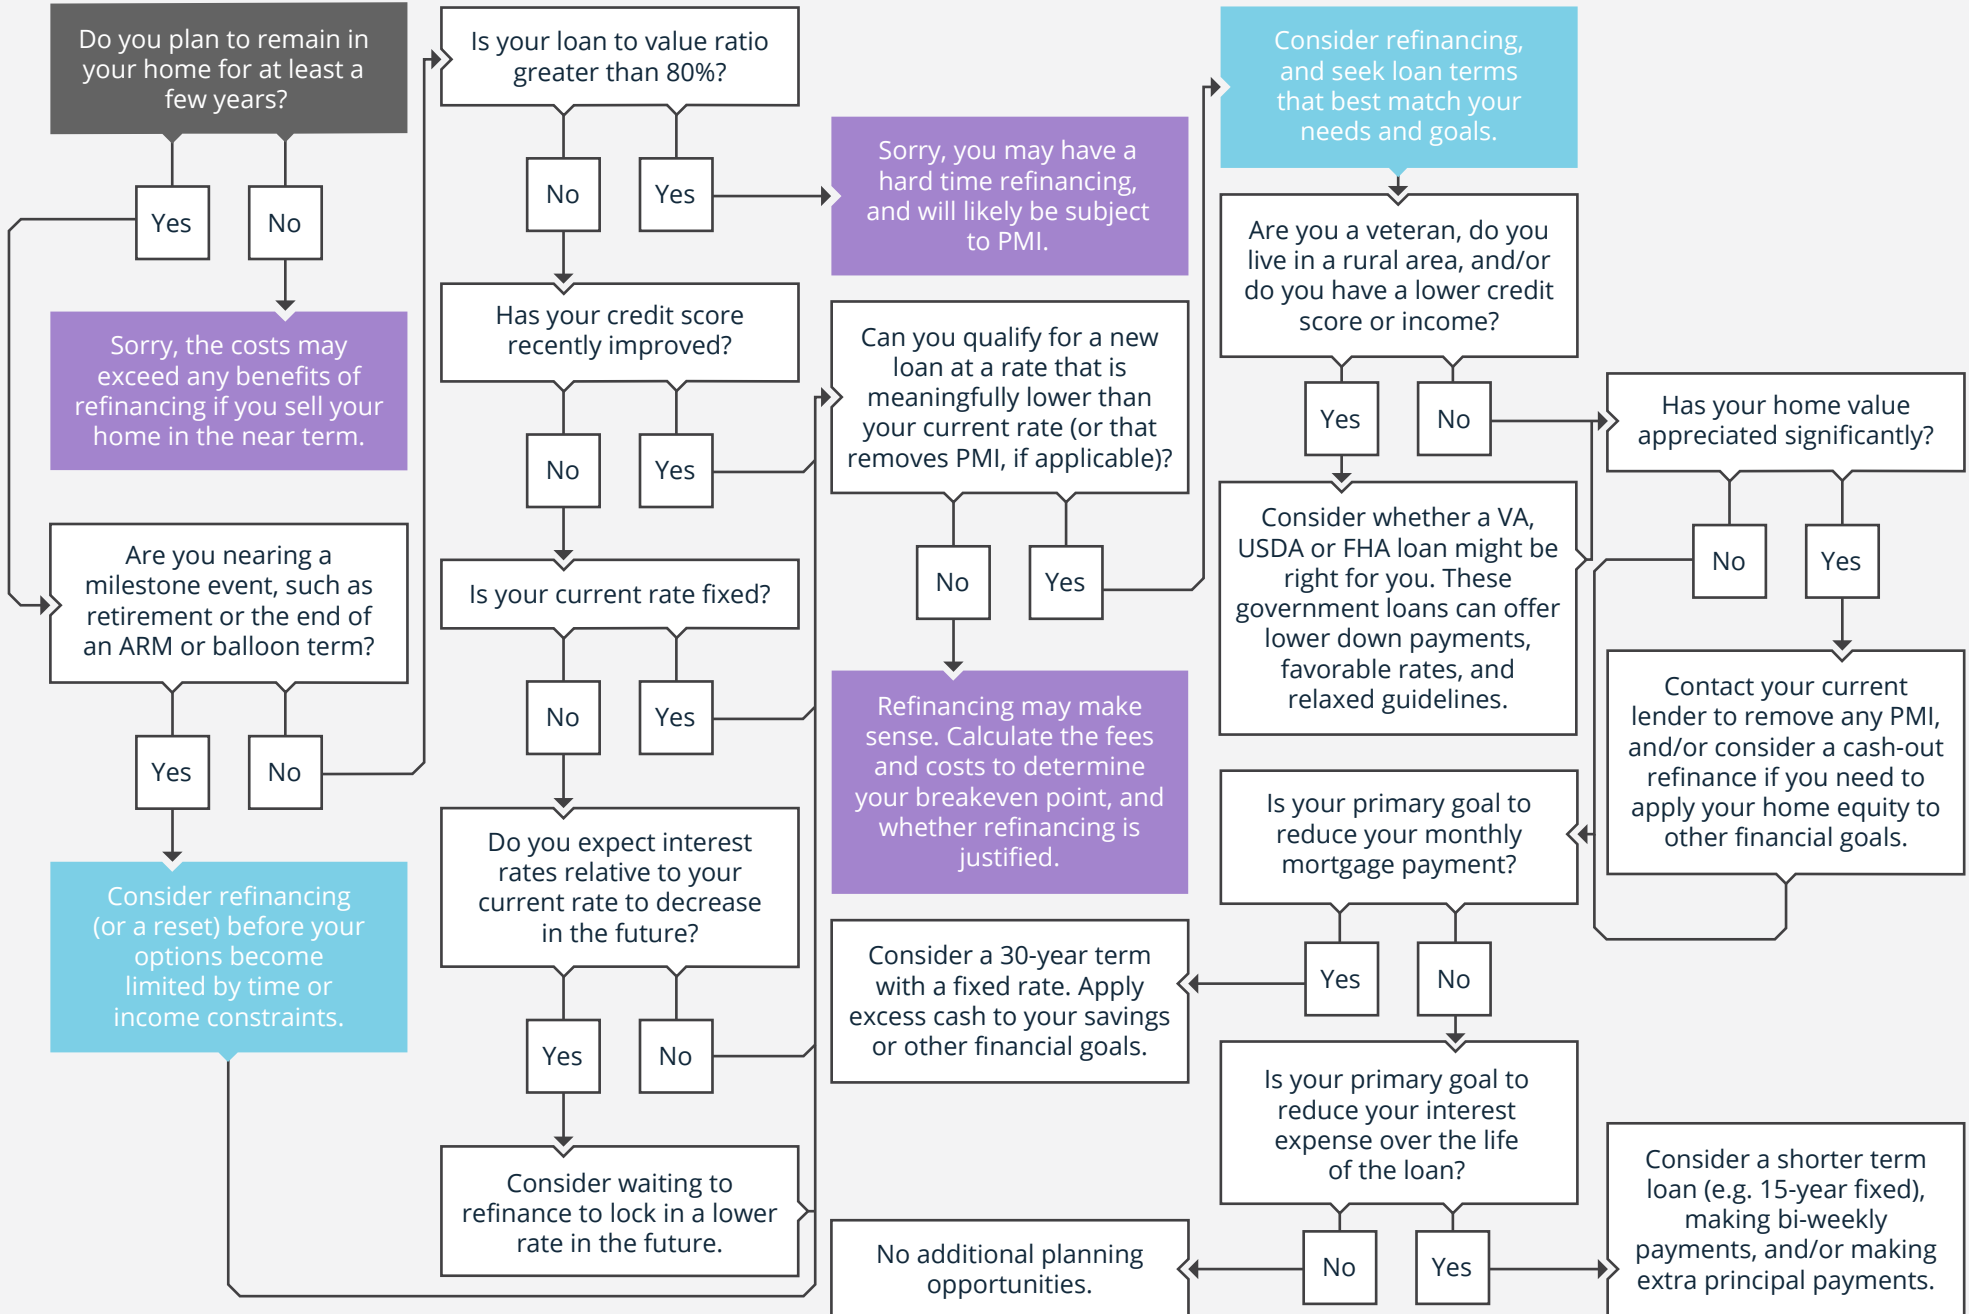 Do you plan to remain in
your home for at least a
few years?
Yes
No
Sorry, the costs may
exceed any benefits of
refinancing if you sell your
home in the near term.
Are you nearing a
milestone event, such as
retirement or the end of
an ARM or balloon term?
Yes
No
Consider refinancing
(or a reset) before your
options become
limited by time or
income constraints.
Is your loan to value ratio
greater than 80%?
No
Yes
Sorry, you may have a
hard time refinancing,
and will likely be subject
to PMI.
Has your credit score
recently improved?
No
Yes
Is your current rate fixed?
No
Yes
Do you expect interest
rates relative to your
current rate to decrease
in the future?
Yes
No
Consider waiting to
refinance to lock in a lower
rate in the future.
Can you qualify for a new
loan at a rate that is
meaningfully lower than
your current rate (or that
removes PMI, if applicable)?
No
Yes
Refinancing may make
sense. Calculate the fees
and costs to determine
your breakeven point, and
whether refinancing is
justified.
Consider refinancing,
and seek loan terms
that best match your
needs and goals.
Are you a veteran, do you
live in a rural area, and/or
do you have a lower credit
score or income?
Yes
No
Consider whether a VA,
USDA or FHA loan might be
right for you. These
government loans can offer
lower down payments,
favorable rates, and
relaxed guidelines.
Has your home value
appreciated significantly?
No
Yes
Contact your current
lender to remove any PMI,
and/or consider a cash-out
refinance if you need to
apply your home equity to
other financial goals.
Is your primary goal to
reduce your monthly
mortgage payment?
Yes
No
Consider a 30-year term
with a fixed rate. Apply
excess cash to your savings
or other financial goals.
Is your primary goal to
reduce your interest
expense over the life
of the loan?
No
Yes
No additional planning
opportunities.
Consider a shorter term
loan (e.g. 15-year fixed),
making bi-weekly
payments, and/or making
extra principal payments.